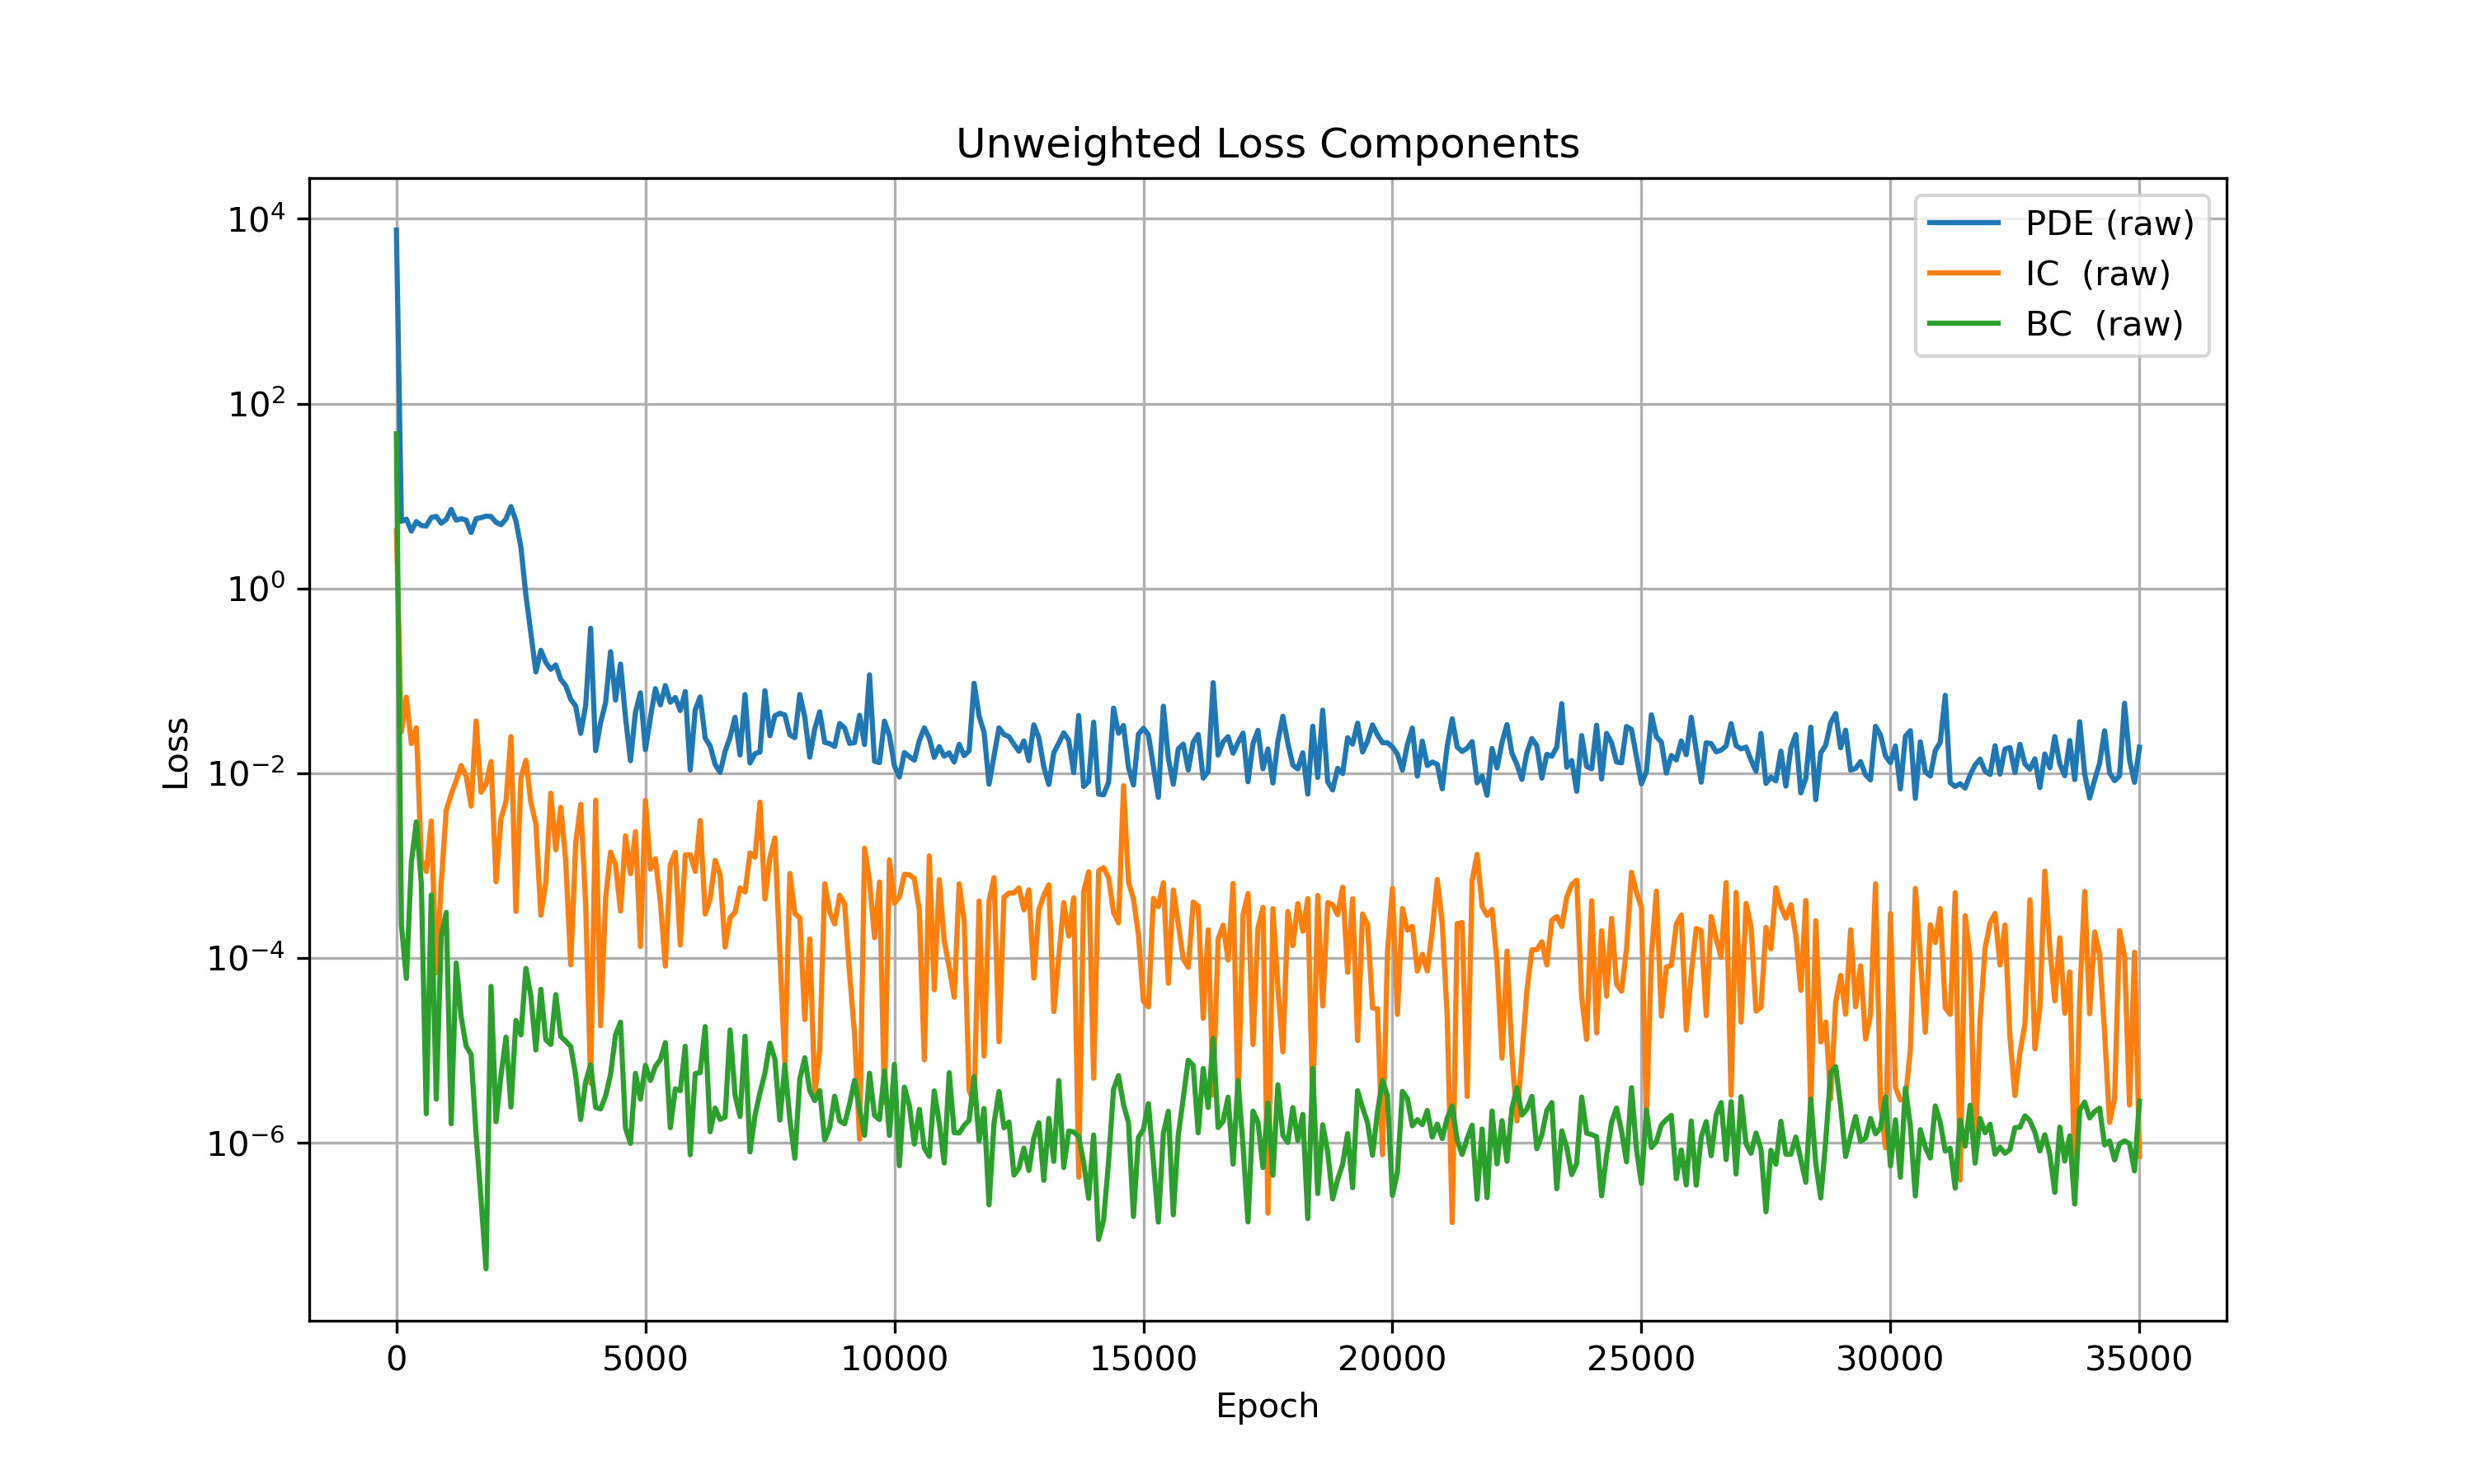 Unweighted Loss Components
PDE (raw)
IC  (raw)
BC  (raw)
Loss
10⁴
10²
10⁰
10⁻²
10⁻⁴
10⁻⁶
0 5000 10000 15000 20000 25000 30000 35000
Epoch